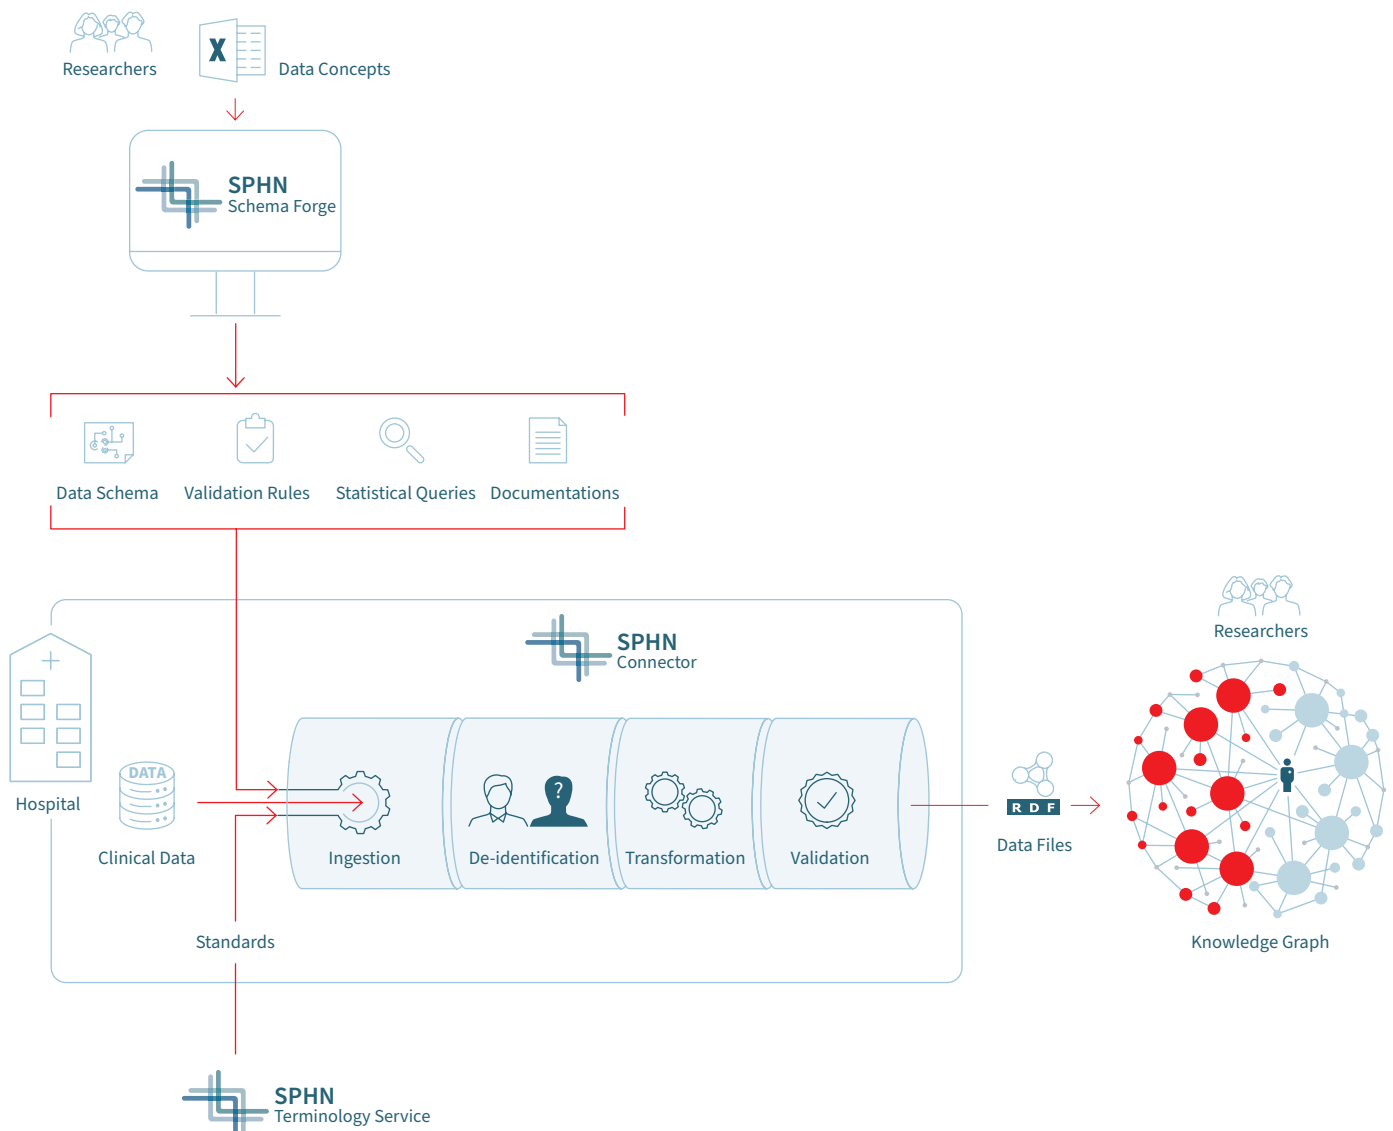 Researchers
X
Data Concepts
SPHN
Schema Forge
Data Schema
Validation Rules
Statistical Queries
Documentations
SPHN
Connector
Researchers
Hospital
DATA
Clinical Data
?
Ingestion
De-identification
Transformation
Validation
RDF
Data Files
Knowledge Graph
Standards
SPHN
Terminology Service